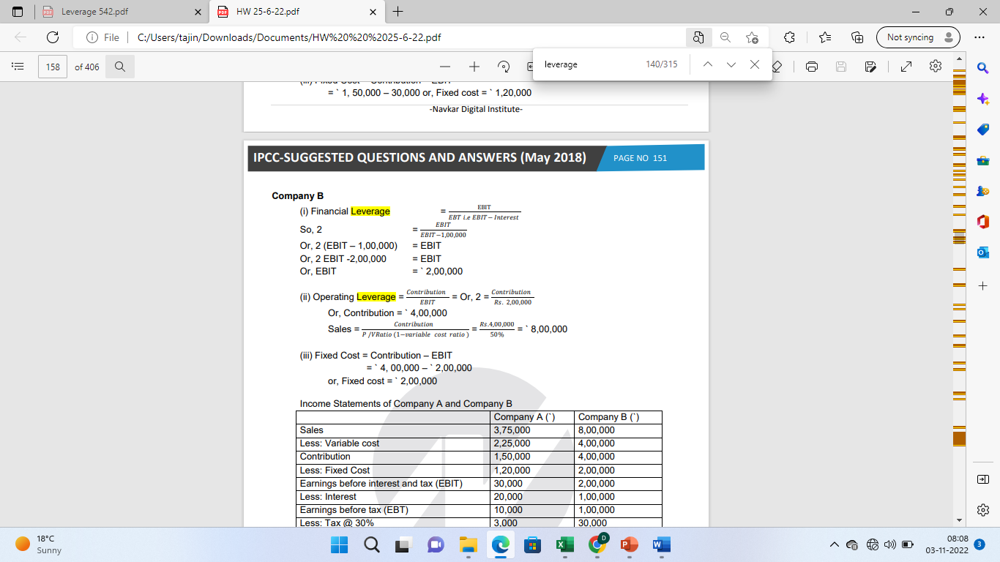 Leverage 542.pdf
HW 25-6-22.pdf
File
C:/Users/tajin/Downloads/Documents/HW%20%20%2025-6-22.pdf
Not syncing
158 of 406
leverage 140/315
= ` 1, 50,000 – 30,000 or, Fixed cost = ` 1,20,000
-Navkar Digital Institute-
IPCC-SUGGESTED QUESTIONS AND ANSWERS (May 2018) PAGE NO 151
Company B
(i) Financial Leverage = EBIT / EBT i.e EBIT − Interest
So, 2 = EBIT / EBIT−1,00,000
Or, 2 (EBIT – 1,00,000) = EBIT
Or, 2 EBIT -2,00,000 = EBIT
Or, EBIT = ` 2,00,000
(ii) Operating Leverage = Contribution / EBIT = Or, 2 = Contribution / Rs. 2,00,000
Or, Contribution = ` 4,00,000
Sales = Contribution / P /VRatio (1−variable cost ratio ) = Rs.4,00,000 / 50% = ` 8,00,000
(iii) Fixed Cost = Contribution – EBIT
= ` 4, 00,000 – ` 2,00,000
or, Fixed cost = ` 2,00,000
Income Statements of Company A and Company B
Company A (`) Company B (`)
Sales 3,75,000 8,00,000
Less: Variable cost 2,25,000 4,00,000
Contribution 1,50,000 4,00,000
Less: Fixed Cost 1,20,000 2,00,000
Earnings before interest and tax (EBIT) 30,000 2,00,000
Less: Interest 20,000 1,00,000
Earnings before tax (EBT) 10,000 1,00,000
Less: Tax @ 30% 3,000 30,000
18°C
Sunny
08:08
03-11-2022
3